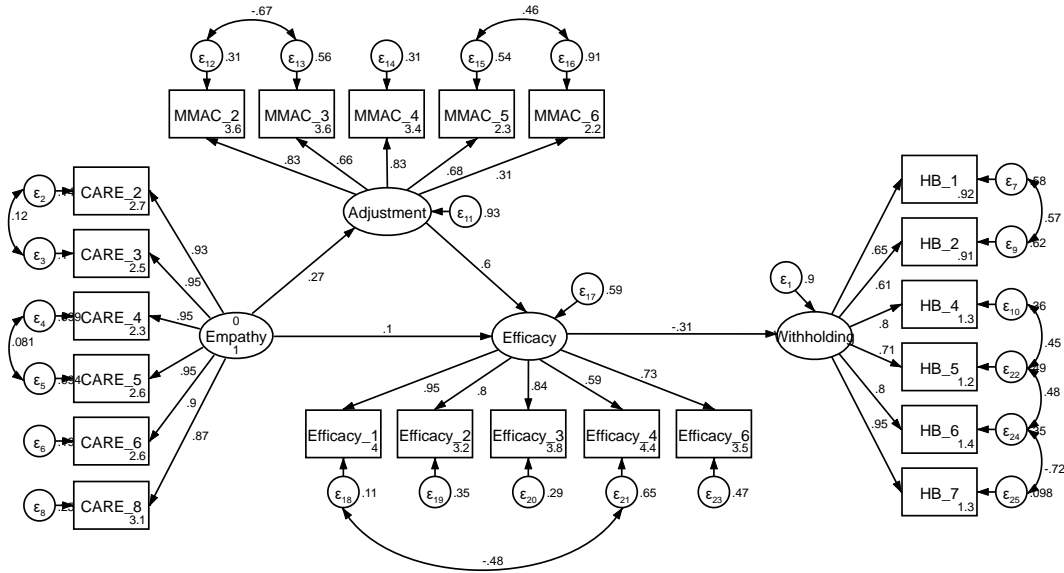 -.67
.46
ε12 .31
ε13 .56
ε14 .31
ε15 .54
ε16 .91
MMAC_2
3.6
MMAC_3
3.6
MMAC_4
3.4
MMAC_5
2.3
MMAC_6
2.2
.83
.66
.83
.68
.31
Adjustment
ε11 .93
.27
.6
ε2
CARE_2
2.7
.12
ε3
CARE_3
2.5
ε4
CARE_4
2.3
.081
ε5
CARE_5
2.6
ε6
CARE_6
2.6
ε8
CARE_8
3.1
.93
.95
.95
.95
.9
.87
0
Empathy
1
.1
ε17 .59
Efficacy
-.31
ε1 .9
Withholding
.95
.8
.84
.59
.73
Efficacy_1
4
Efficacy_2
3.2
Efficacy_3
3.8
Efficacy_4
4.4
Efficacy_6
3.5
ε18 .11
ε19 .35
ε20 .29
ε21 .65
ε23 .47
-.48
.65
.61
.8
.71
.8
.95
HB_1
.92
ε7 .58
.57
HB_2
.91
ε9 .62
HB_4
1.3
ε10 .36
.45
HB_5
1.2
ε22 .49
.48
HB_6
1.4
ε24 .35
-.72
HB_7
1.3
ε25 .098